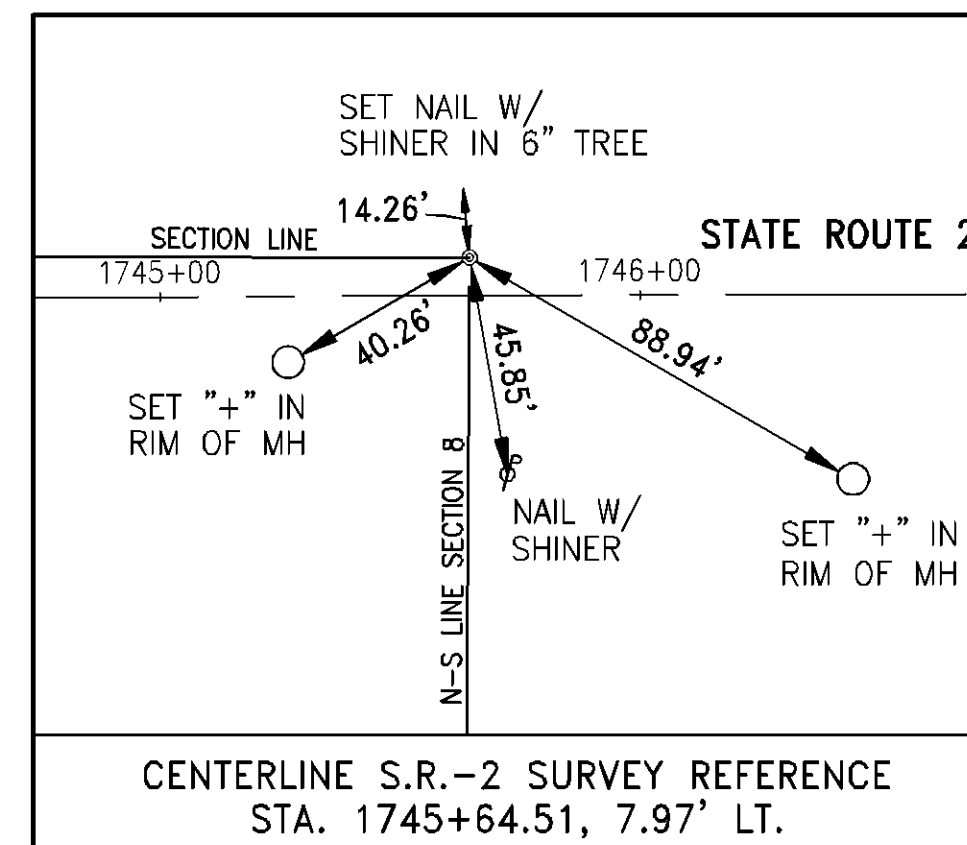 SET NAIL W/
SHINER IN 6" TREE
14.26'
SECTION LINE
STATE ROUTE 2
1745+00
1746+00
40.26'
45.85'
88.94'
SET "+" IN
RIM OF MH
N-S LINE SECTION 8
NAIL W/
SHINER
SET "+" IN
RIM OF MH
CENTERLINE S.R.-2 SURVEY REFERENCE
STA. 1745+64.51, 7.97' LT.